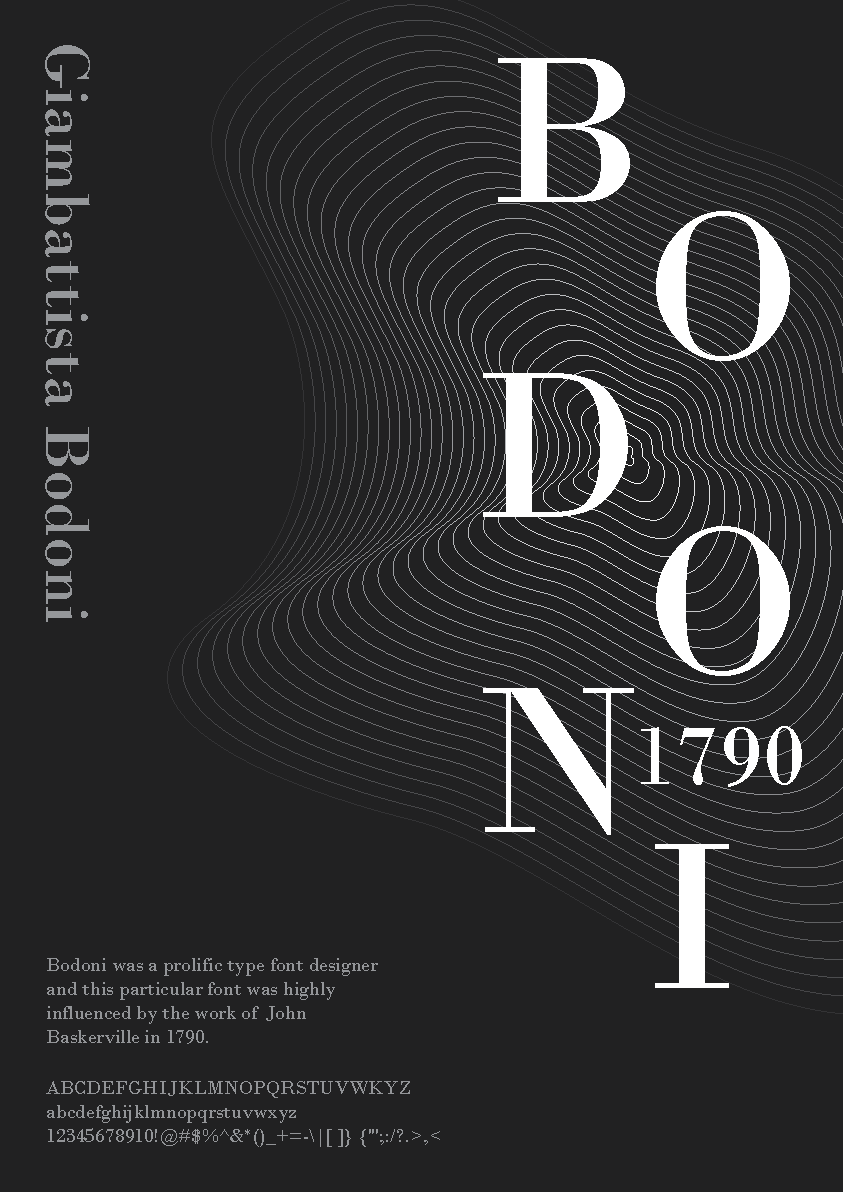 Giambattista Bodoni
B
O
D
O
N
1790
I
Bodoni was a prolific type font designer
and this particular font was highly
influenced by the work of John
Baskerville in 1790.
ABCDEFGHIJKLMNOPQRSTUVWKYZ
abcdefghijklmnopqrstuvwxyz
12345678910!@#$%^&*()_+=-\|[ ]} {"';:/?.>,<